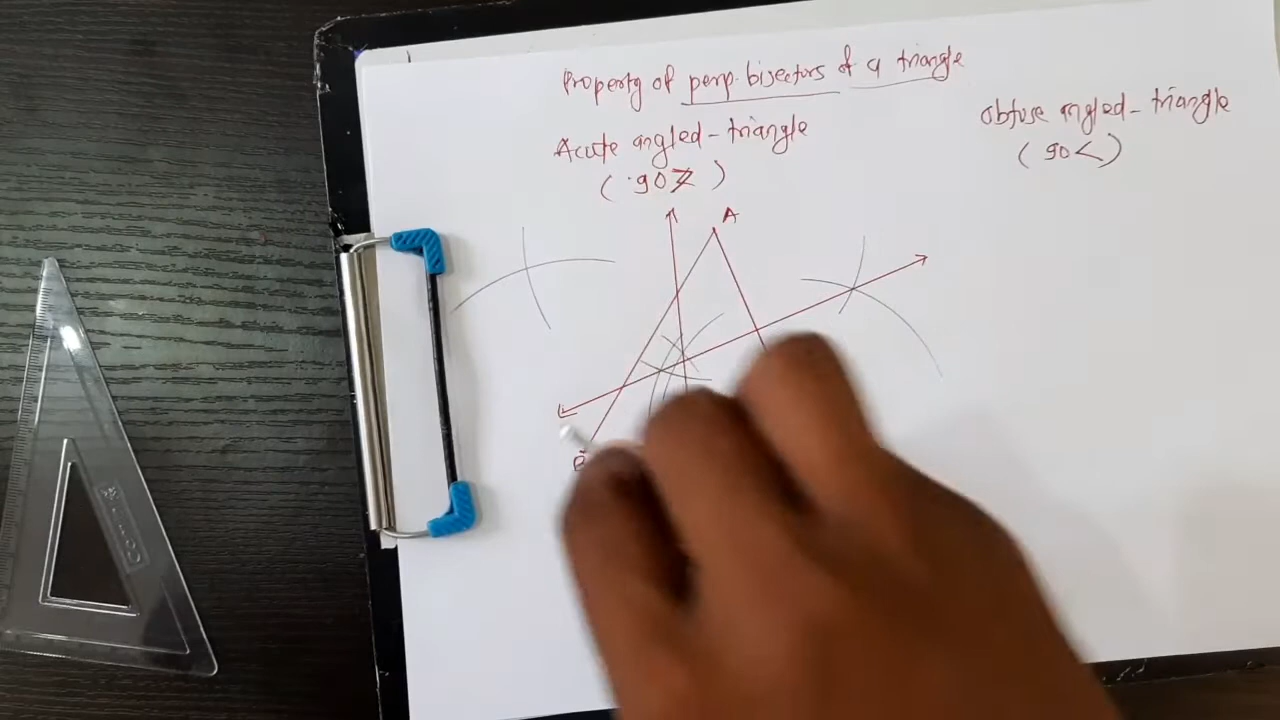 Property of perp. bisectors of a triangle
Acute angled-triangle
(90>)
Obtuse angled-triangle
(90<)
A
B